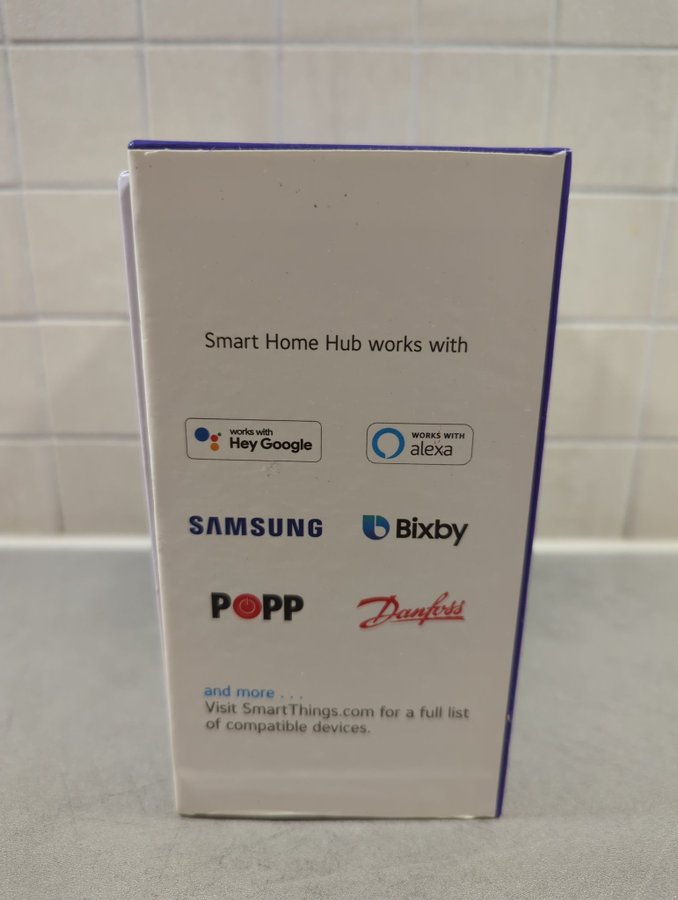 Smart Home Hub works with
works with
Hey Google
WORKS WITH
alexa
SAMSUNG
Bixby
POPP
Danfoss
and more . . .
Visit SmartThings.com for a full list
of compatible devices.